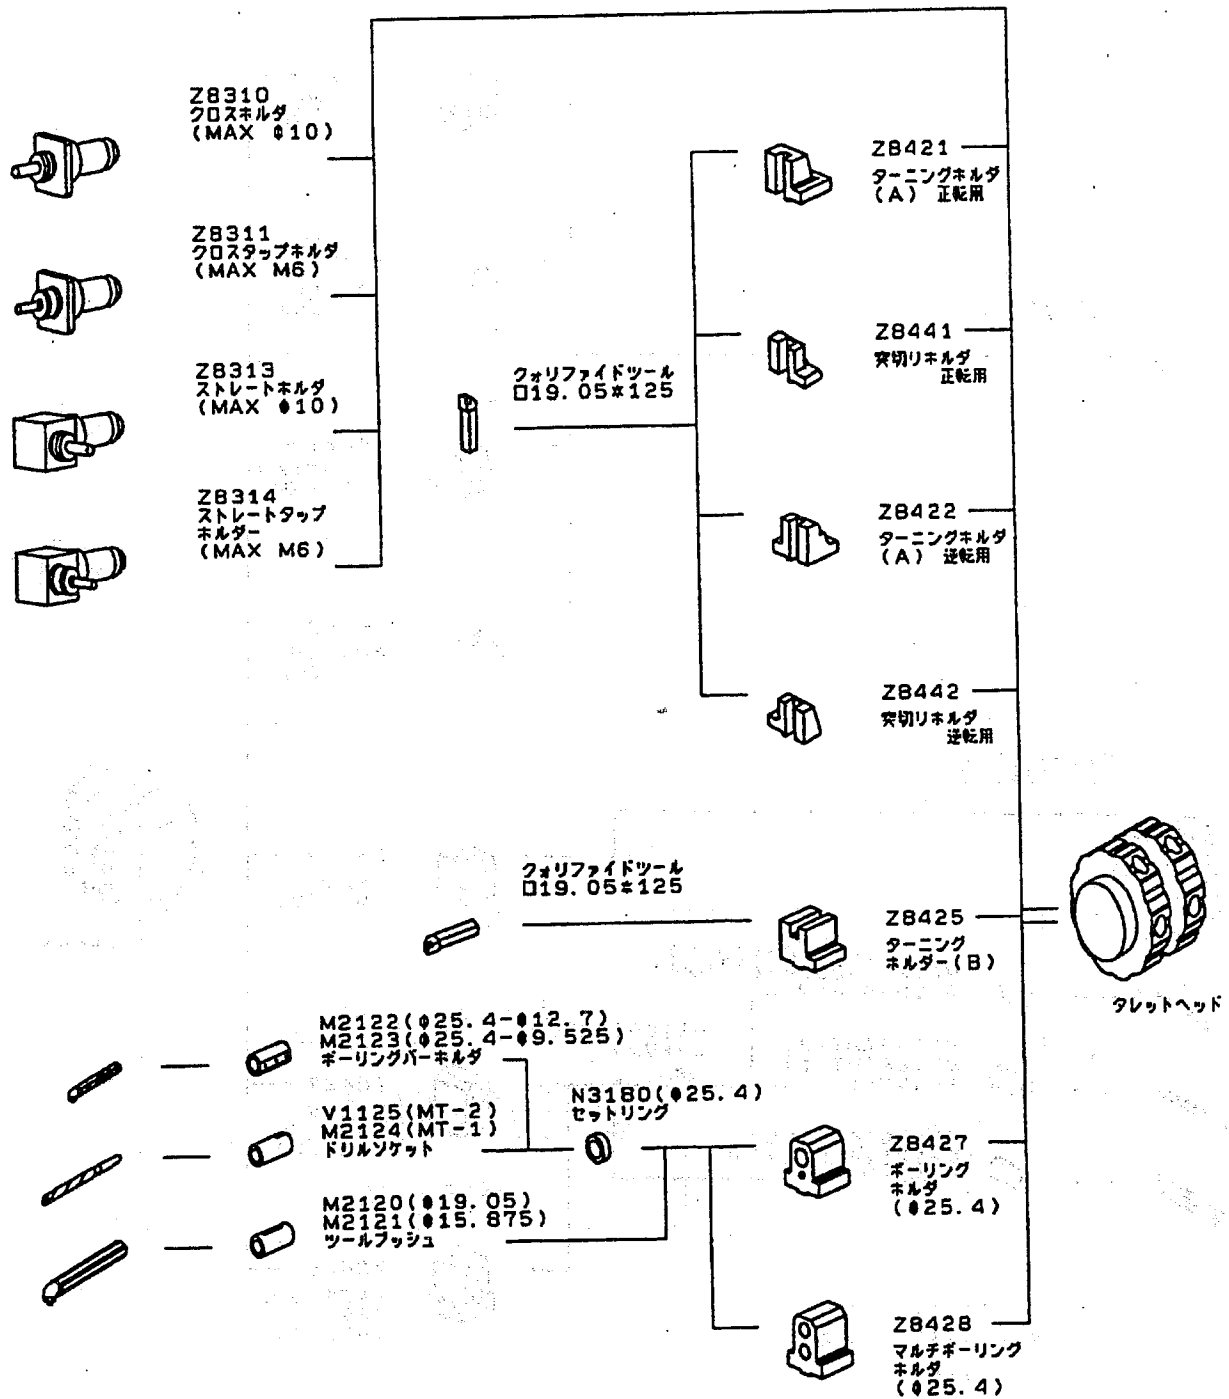 Z8310
クロスホルダ
(MAX φ10)
Z8311
クロスタップホルダ
(MAX M6)
Z8313
ストレートホルダ
(MAX φ10)
Z8314
ストレートタップ
ホルダー
(MAX M6)
クォリファイドツール
□19.05*125
Z8421
ターニングホルダ
(A) 正転用
Z8441
突切りホルダ
正転用
Z8422
ターニングホルダ
(A) 逆転用
Z8442
突切りホルダ
逆転用
クォリファイドツール
□19.05*125
Z8425
ターニング
ホルダー(B)
タレットヘッド
M2122(φ25.4-φ12.7)
M2123(φ25.4-φ9.525)
ボーリングバーホルダ
V1125(MT-2)
M2124(MT-1)
ドリルソケット
M2120(φ19.05)
M2121(φ15.875)
ツールブッシュ
N3180(φ25.4)
セットリング
Z8427
ボーリング
ホルダ
(φ25.4)
Z8428
マルチボーリング
ホルダ
(φ25.4)